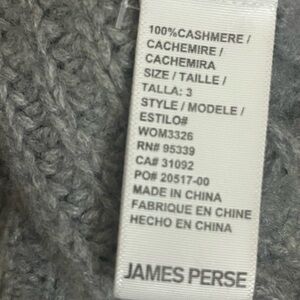 100%CASHMERE /
CACHEMIRE /
CACHEMIRA
SIZE / TAILLE /
TALLA: 3
STYLE / MODELE /
ESTILO#
WOM3326
RN# 95339
CA# 31092
PO# 20517-00
MADE IN CHINA
FABRIQUE EN CHINE
HECHO EN CHINA
JAMES PERSE